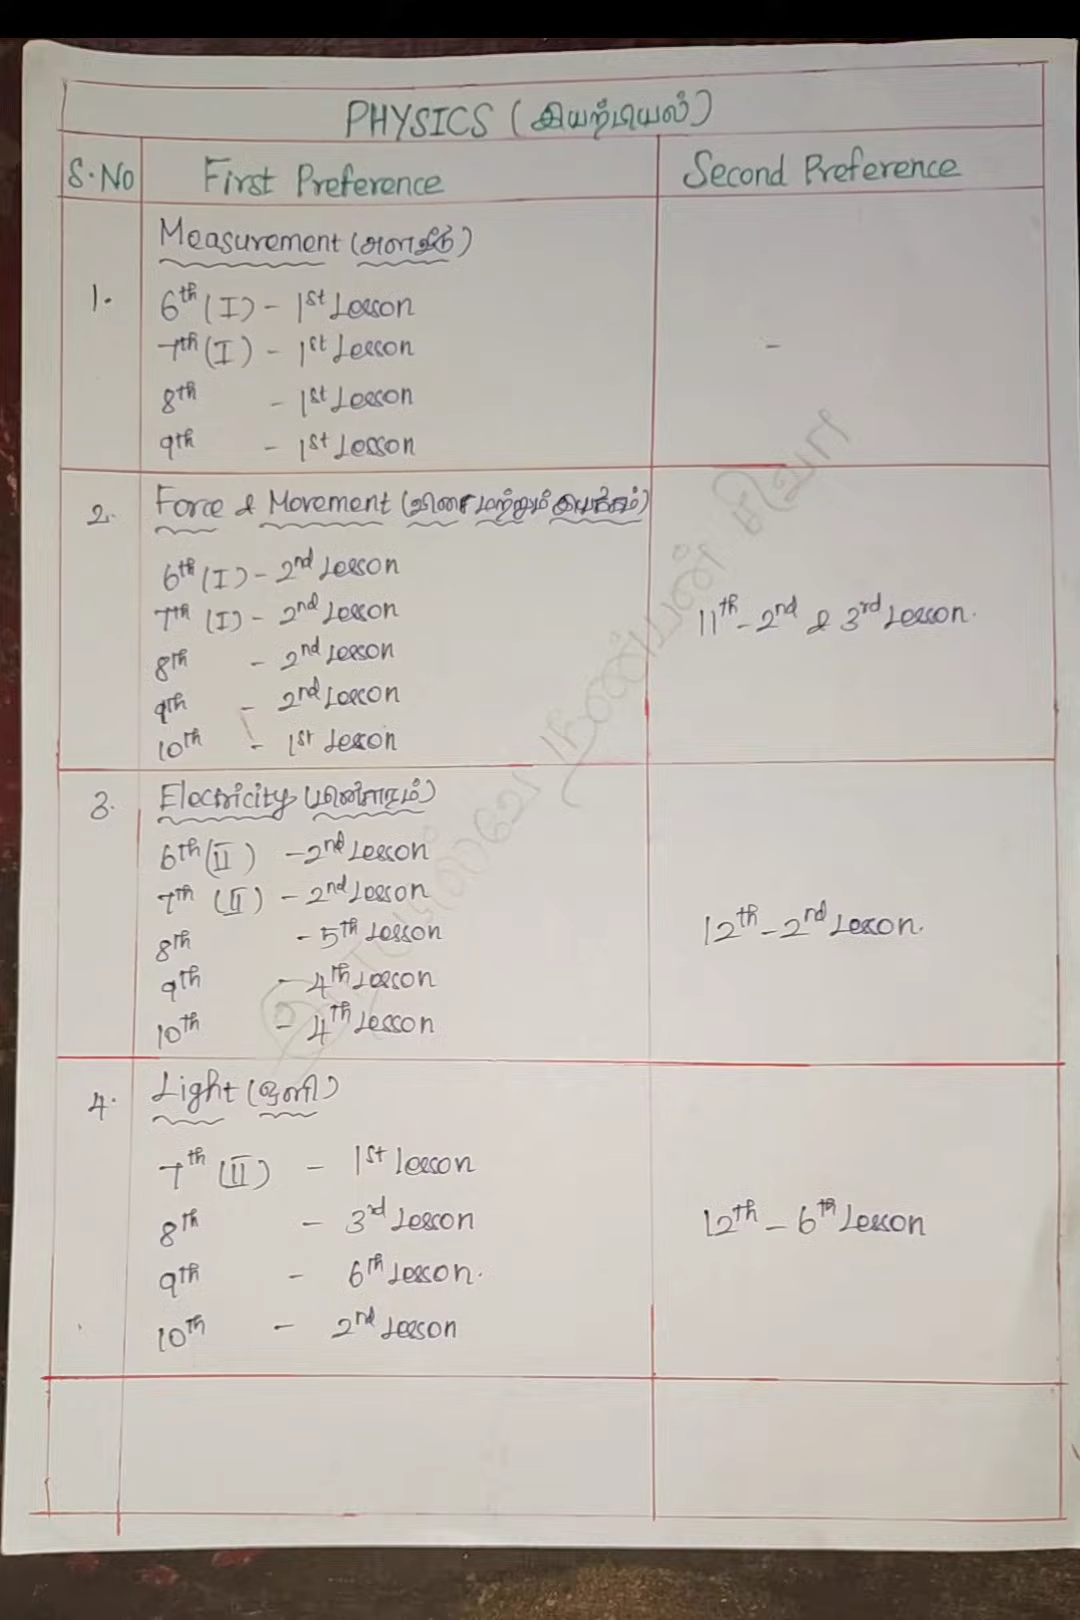 PHYSICS (இயற்பியல்)
S.No First Preference Second Preference
Measurement (அளவீடு)
1.
6th (I) - 1st Lesson
7th (I) - 1st Lesson -
8th - 1st Lesson
9th - 1st Lesson
2. Force & Movement (விசை மற்றும் இயக்கம்)
6th (I) - 2nd Lesson
7th (I) - 2nd Lesson 11th - 2nd & 3rd Lesson.
8th - 2nd Lesson
9th - 2nd Lesson
10th - 1st Lesson
3. Electricity (மின்சாரம்)
6th (II) - 2nd Lesson
7th (II) - 2nd Lesson
8th - 5th Lesson 12th - 2nd Lesson.
9th - 4th Lesson
10th - 4th Lesson
4. Light (ஒளி)
7th (II) - 1st Lesson
8th - 3rd Lesson 12th - 6th Lesson
9th - 6th Lesson.
10th - 2nd Lesson
நண்பன் சிவா